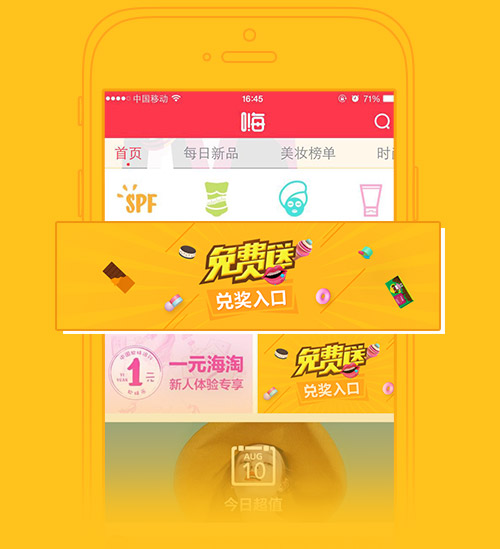 中国移动
16:45
71%
嗨
首页
每日新品
美妆榜单
时尚
SPF
免费送
兑奖入口
1元
一元海淘
新人体验专享
免费送
兑奖入口
AUG
10
今日超值